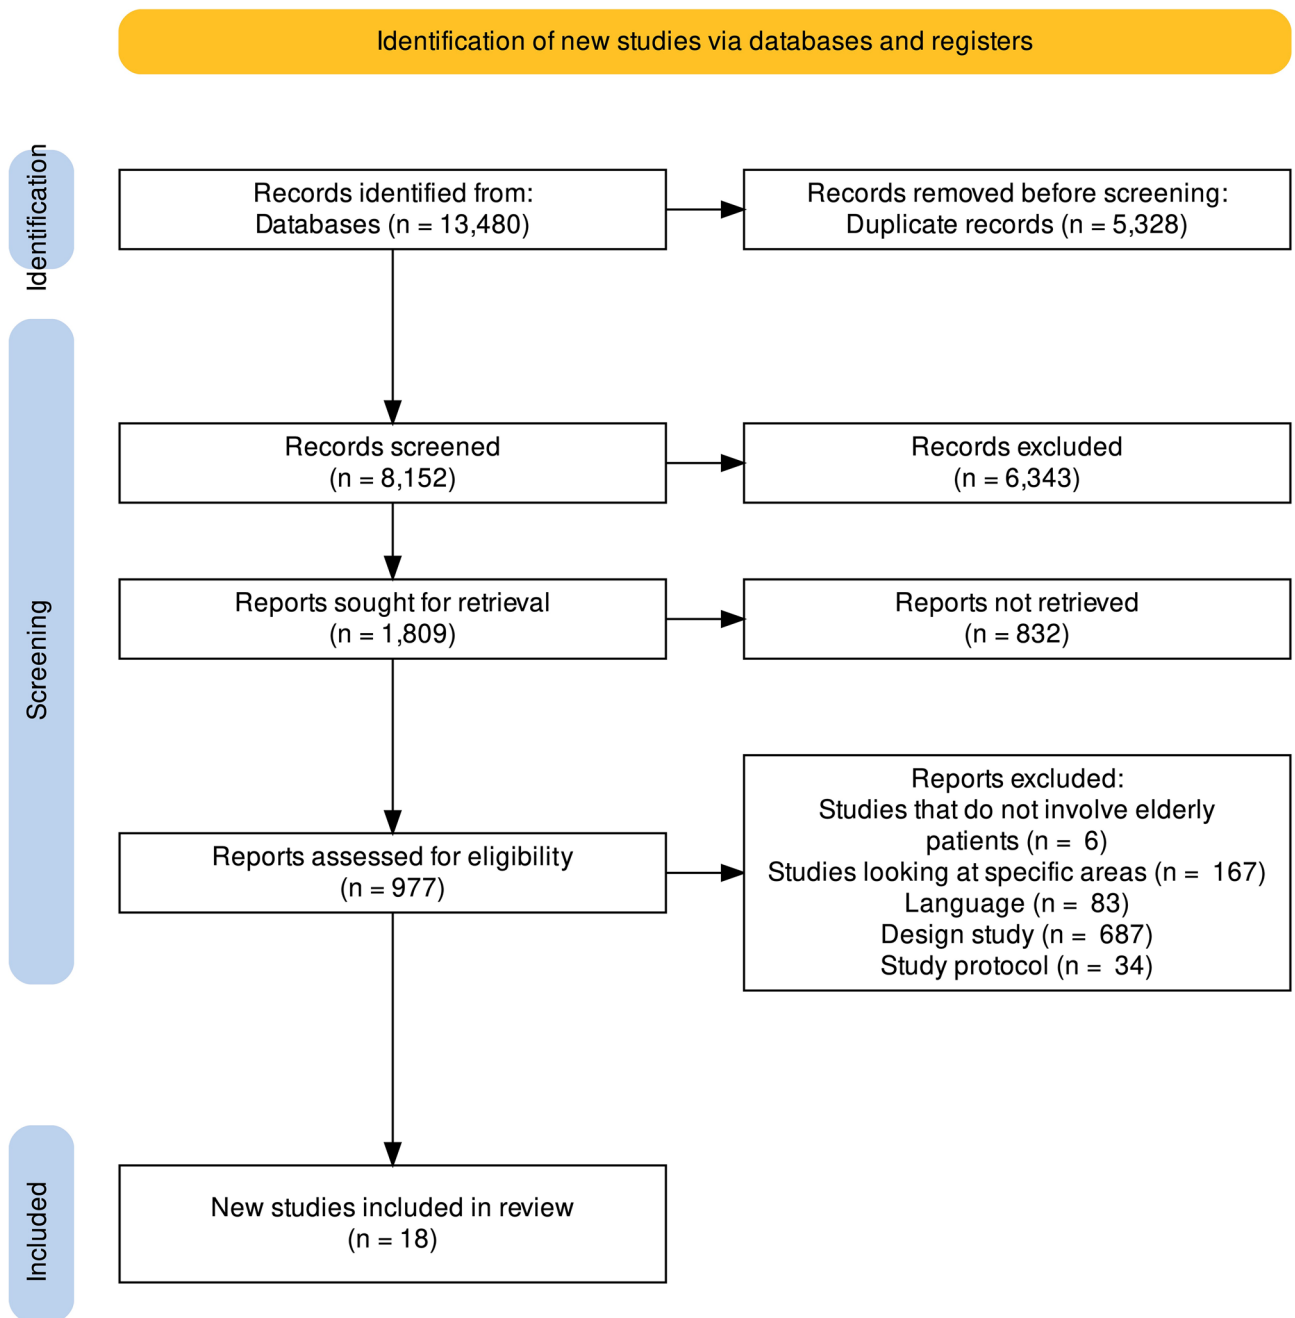 Identification of new studies via databases and registers
Identification
Records identified from:
Databases (n = 13,480)
Records removed before screening:
Duplicate records (n = 5,328)
Screening
Records screened
(n = 8,152)
Records excluded
(n = 6,343)
Reports sought for retrieval
(n = 1,809)
Reports not retrieved
(n = 832)
Reports assessed for eligibility
(n = 977)
Reports excluded:
Studies that do not involve elderly
patients (n = 6)
Studies looking at specific areas (n = 167)
Language (n = 83)
Design study (n = 687)
Study protocol (n = 34)
Included
New studies included in review
(n = 18)